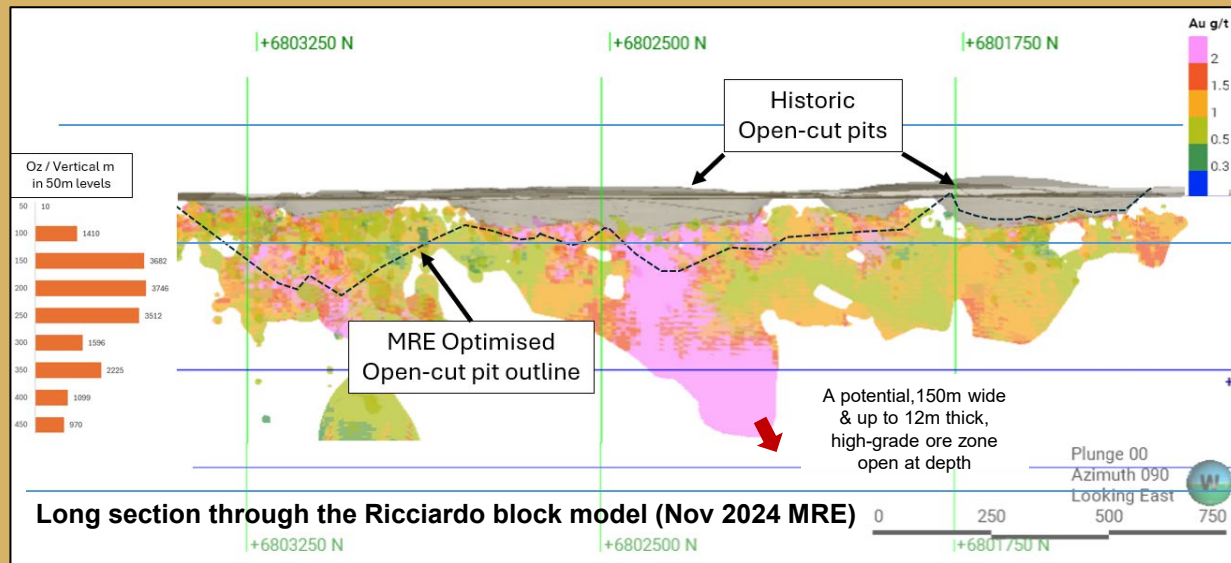 +6803250 N
+6802500 N
+6801750 N
Au g/t
2
1.5
1
0.5
0.3
Historic
Open-cut pits
Oz / Vertical m
in 50m levels
50 10
100 1410
150 3682
200 3746
250 3512
300 1596
350 2225
400 1099
450 970
MRE Optimised
Open-cut pit outline
A potential,150m wide
& up to 12m thick,
high-grade ore zone
open at depth
+
Plunge 00
Azimuth 090
Looking East
W
Long section through the Ricciardo block model (Nov 2024 MRE)
0 250 500 750
+6803250 N
+6802500 N
+6801750 N